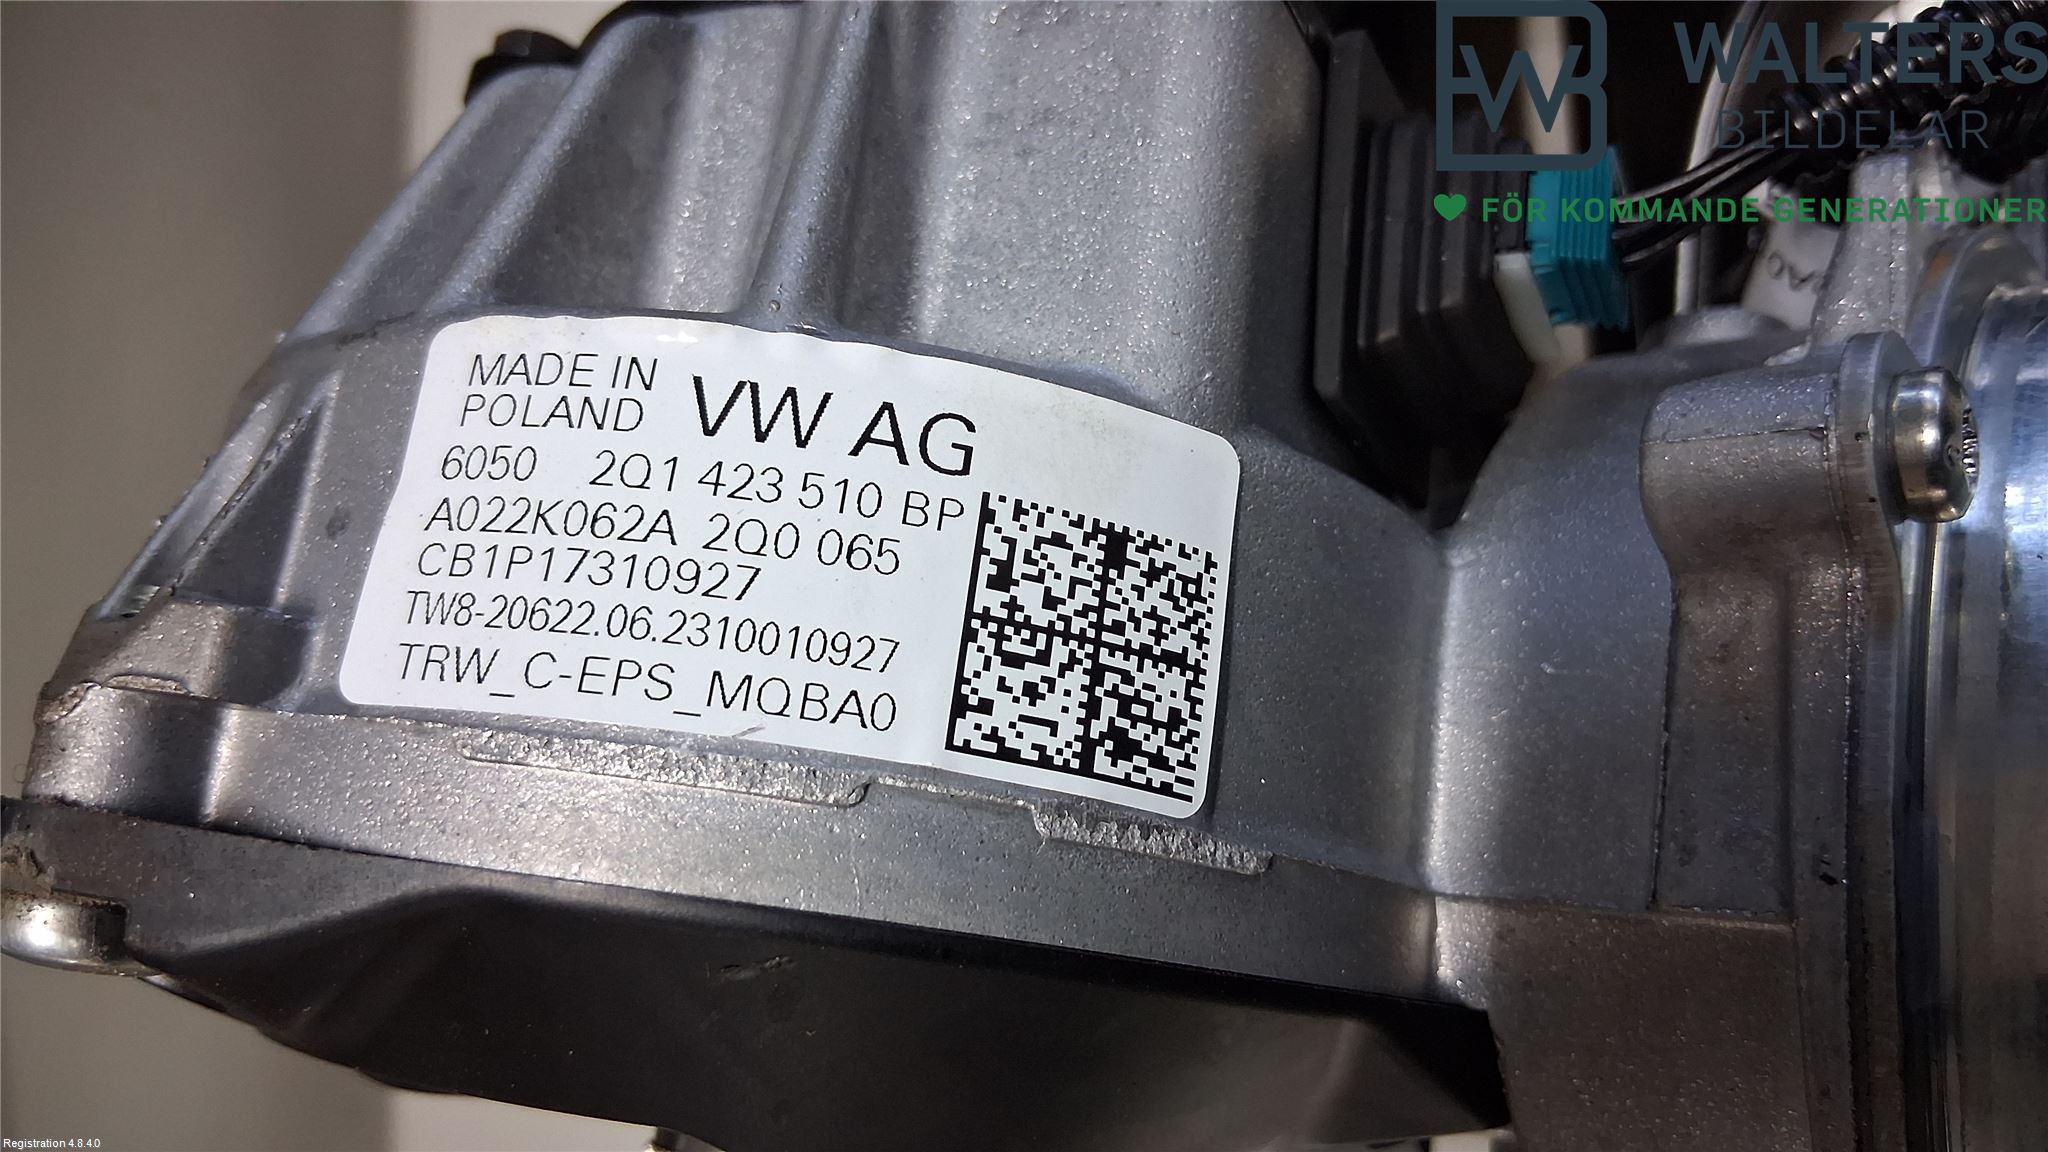 WALTERS
BILDELAR
FÖR KOMMANDE GENERATIONER
MADE IN
POLAND
VW AG
6050 2Q1 423 510 BP
A022K062A 2Q0 065
CB1P17310927
TW8-20622.06.2310010927
TRW_C-EPS_MQBA0
Registration 4.8.4.0